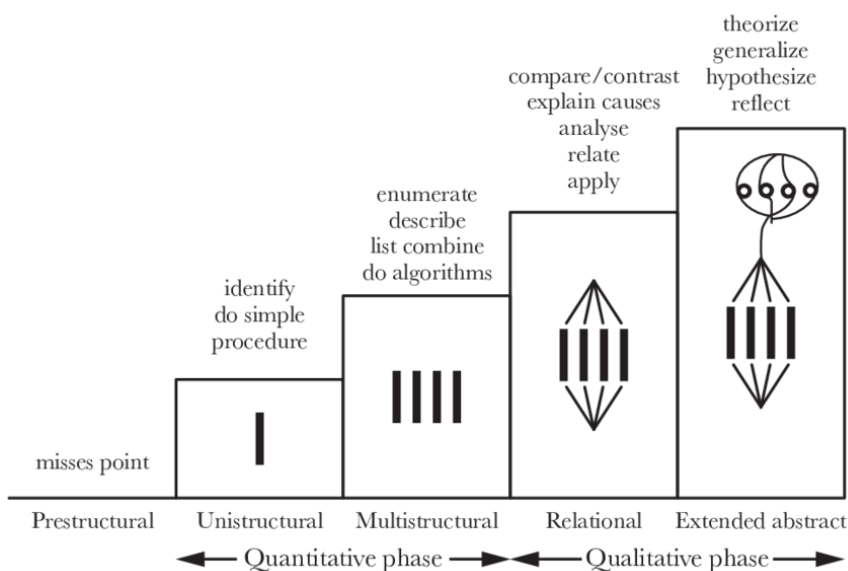 theorize
generalize
hypothesize
reflect
compare/contrast
explain causes
analyse
relate
apply
enumerate
describe
list combine
do algorithms
identify
do simple
procedure
misses point
Prestructural
Unistructural
Multistructural
Relational
Extended abstract
Quantitative phase
Qualitative phase